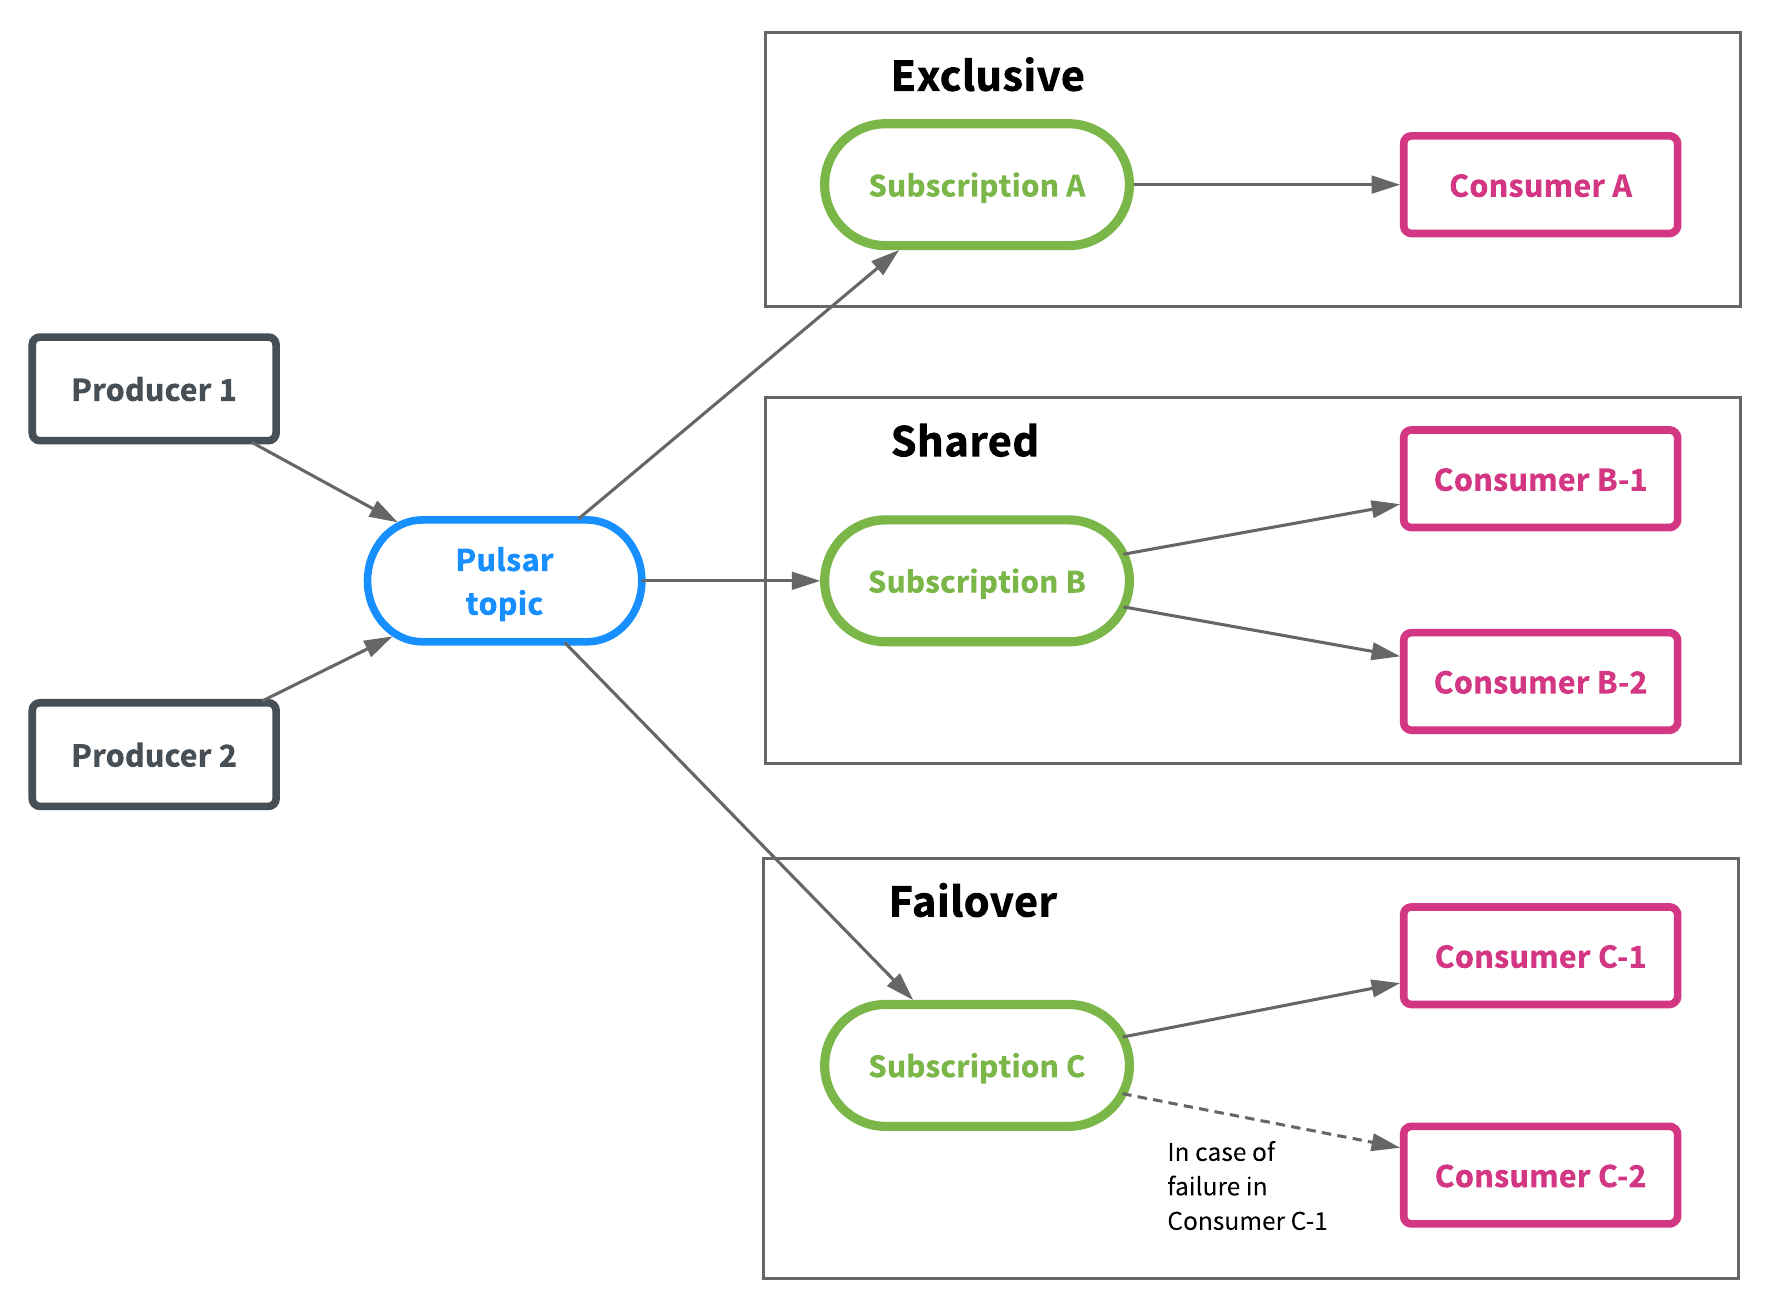 Exclusive
Subscription A
Consumer A
Producer 1
Shared
Consumer B-1
Pulsar
topic
Subscription B
Consumer B-2
Producer 2
Failover
Consumer C-1
Subscription C
In case of
failure in
Consumer C-1
Consumer C-2